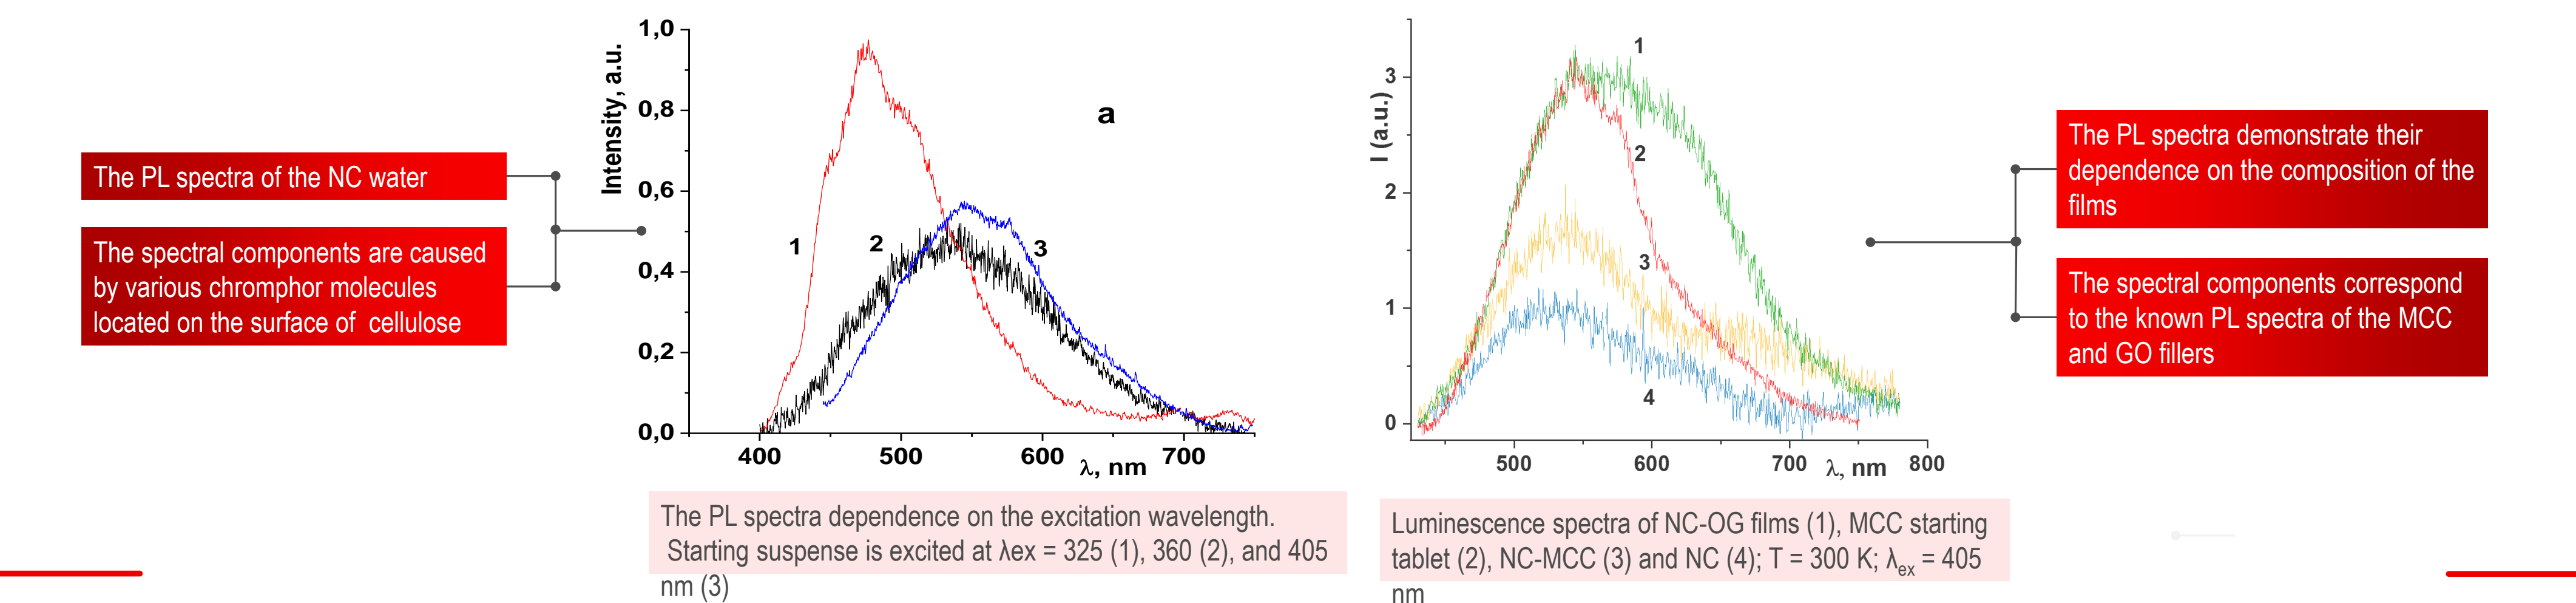 The PL spectra of the NC water
The spectral components are caused
by various chromphor molecules
located on the surface of cellulose
Intensity, a.u.
1,0
0,8
0,6
0,4
0,2
0,0
400
500
600
700
λ, nm
a
1
2
3
The PL spectra dependence on the excitation wavelength.
Starting suspense is excited at λex = 325 (1), 360 (2), and 405
nm (3)
I (a.u.)
3
2
1
0
500
600
700
λ, nm
800
1
2
3
4
Luminescence spectra of NC-OG films (1), MCC starting
tablet (2), NC-MCC (3) and NC (4); T = 300 K; λex = 405
nm
The PL spectra demonstrate their
dependence on the composition of the
films
The spectral components correspond
to the known PL spectra of the MCC
and GO fillers